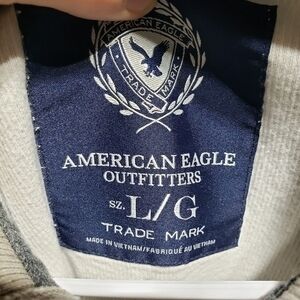 AMERICAN EAGLE
TRADE MARK
AMERICAN EAGLE
OUTFITTERS
SZ. L/G
TRADE MARK
MADE IN VIETNAM/FABRIQUÉ AU VIETNAM